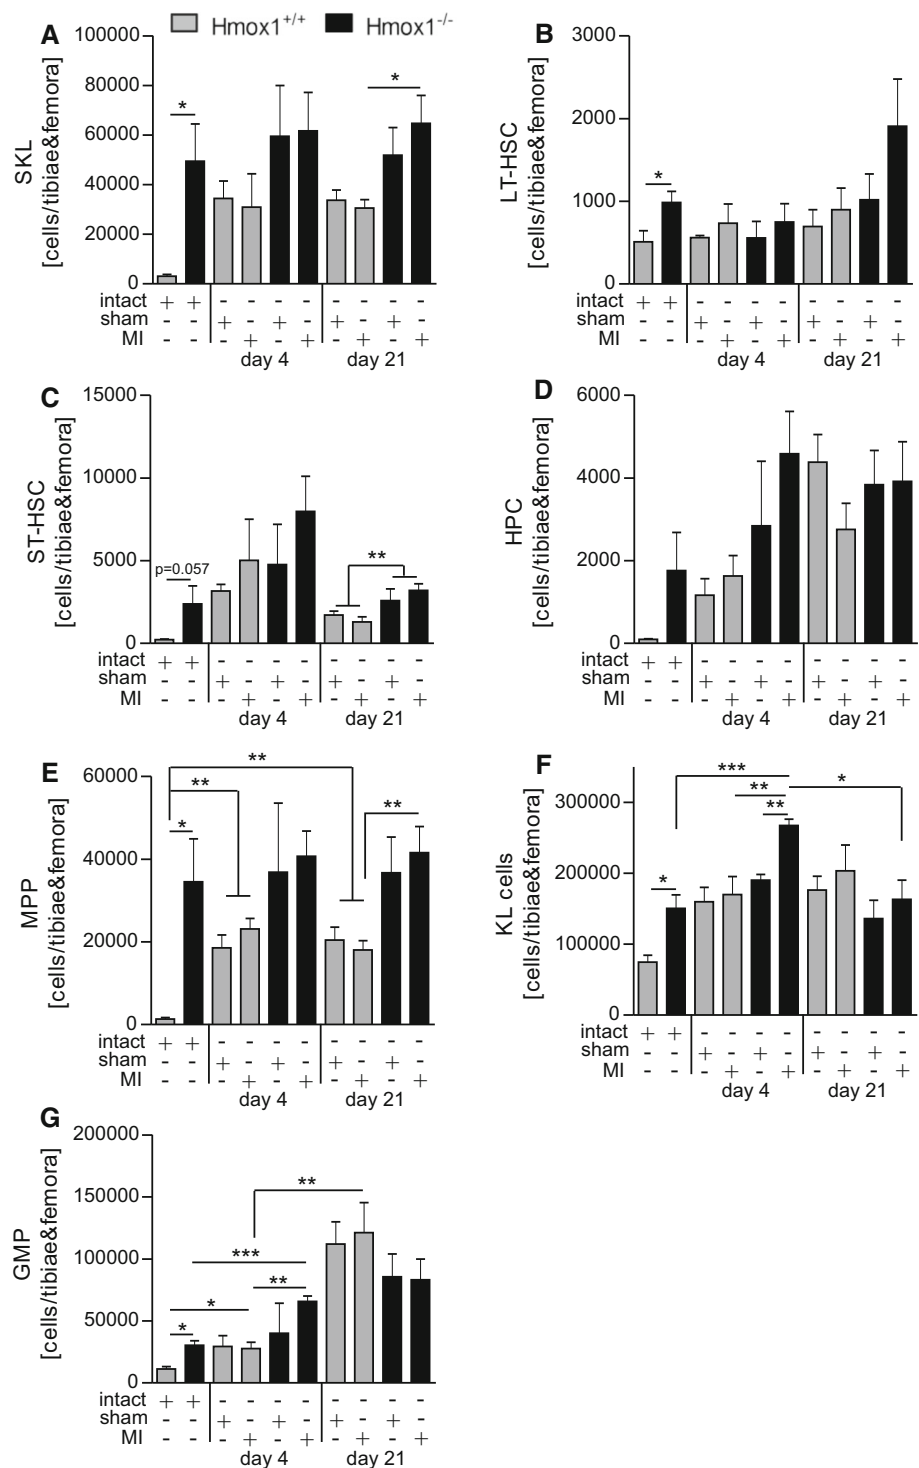 Hmox1+/+ Hmox1-/-
A
SKL
[cells/tibiae&femora]
100000
80000
60000
40000
20000
0
*
*
intact + + - - - - - - - -
sham - - + - + - + - + -
MI - - - + - + - + - +
day 4 day 21
B
LT-HSC
[cells/tibiae&femora]
3000
2000
1000
0
*
intact + + - - - - - - - -
sham - - + - + - + - + -
MI - - - + - + - + - +
day 4 day 21
C
ST-HSC
[cells/tibiae&femora]
15000
10000
5000
0
p=0.057
**
intact + + - - - - - - - -
sham - - + - + - + - + -
MI - - - + - + - + - +
day 4 day 21
D
HPC
[cells/tibiae&femora]
6000
4000
2000
0
intact + + - - - - - - - -
sham - - + - + - + - + -
MI - - - + - + - + - +
day 4 day 21
E
MPP
[cells/tibiae&femora]
60000
40000
20000
0
**
**
*
**
intact + + - - - - - - - -
sham - - + - + - + - + -
MI - - - + - + - + - +
day 4 day 21
F
KL cells
[cells/tibiae&femora]
300000
200000
100000
0
***
**
**
*
*
intact + + - - - - - - - -
sham - - + - + - + - + -
MI - - - + - + - + - +
day 4 day 21
G
GMP
[cells/tibiae&femora]
200000
150000
100000
50000
0
**
***
**
*
*
intact + + - - - - - - - -
sham - - + - + - + - + -
MI - - - + - + - + - +
day 4 day 21